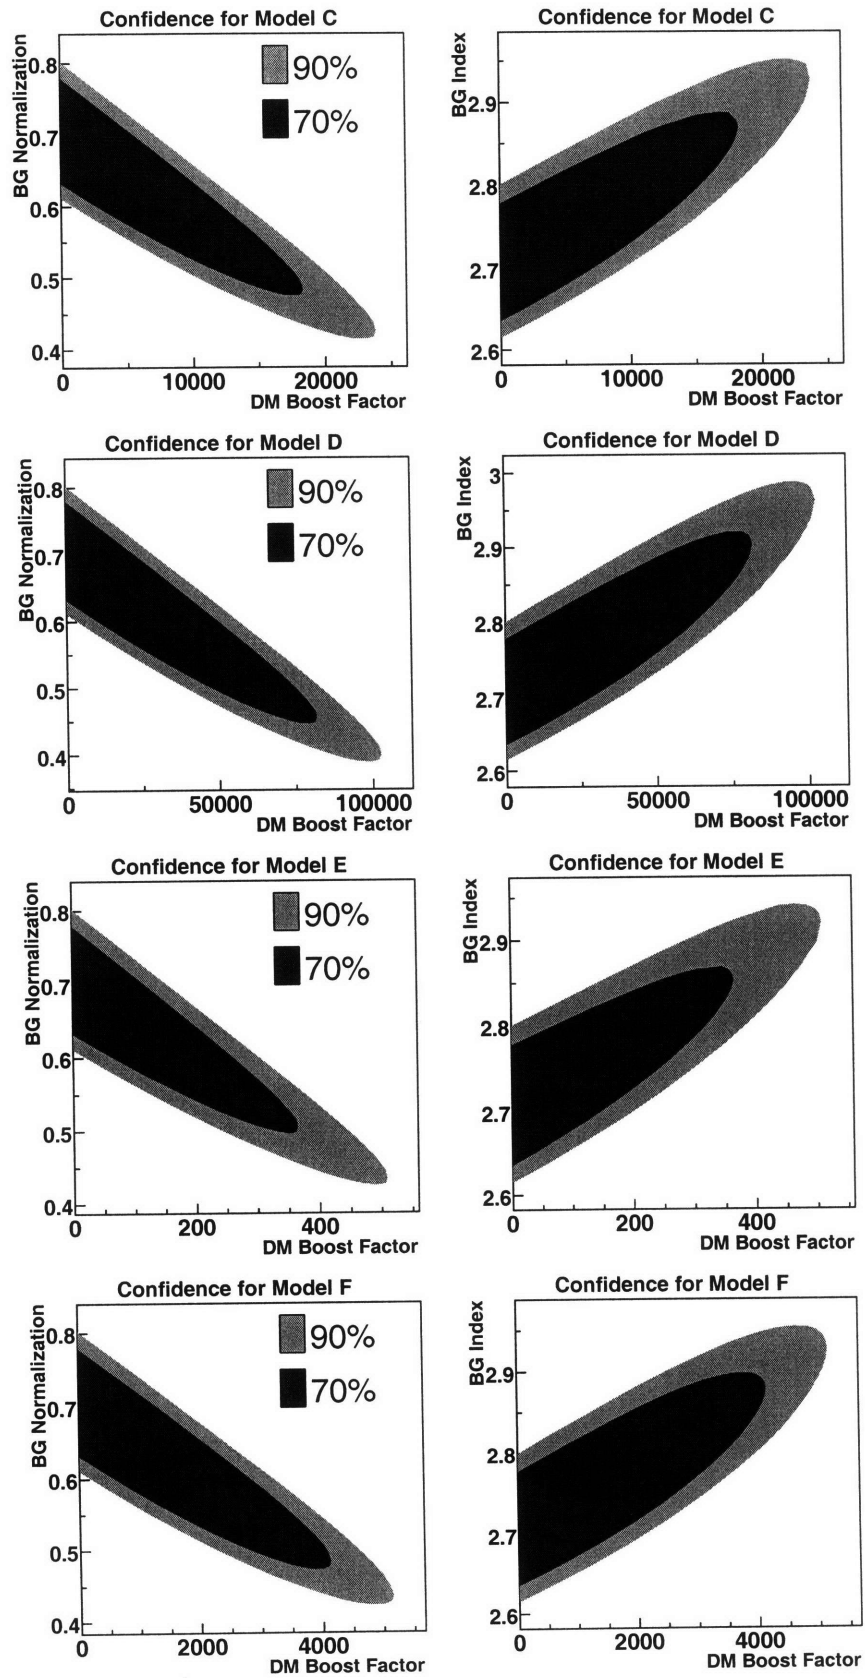 Confidence for Model C
BG Normalization
0.8
0.7
0.6
0.5
0.4
90%
70%
0
10000
20000
DM Boost Factor
Confidence for Model C
BG Index
2.9
2.8
2.7
2.6
0
10000
20000
DM Boost Factor
Confidence for Model D
BG Normalization
0.8
0.7
0.6
0.5
0.4
90%
70%
0
50000
100000
DM Boost Factor
Confidence for Model D
BG Index
3
2.9
2.8
2.7
2.6
0
50000
100000
DM Boost Factor
Confidence for Model E
BG Normalization
0.8
0.7
0.6
0.5
0.4
90%
70%
0
200
400
DM Boost Factor
Confidence for Model E
BG Index
2.9
2.8
2.7
2.6
0
200
400
DM Boost Factor
Confidence for Model F
BG Normalization
0.8
0.7
0.6
0.5
0.4
90%
70%
0
2000
4000
DM Boost Factor
Confidence for Model F
BG Index
2.9
2.8
2.7
2.6
0
2000
4000
DM Boost Factor